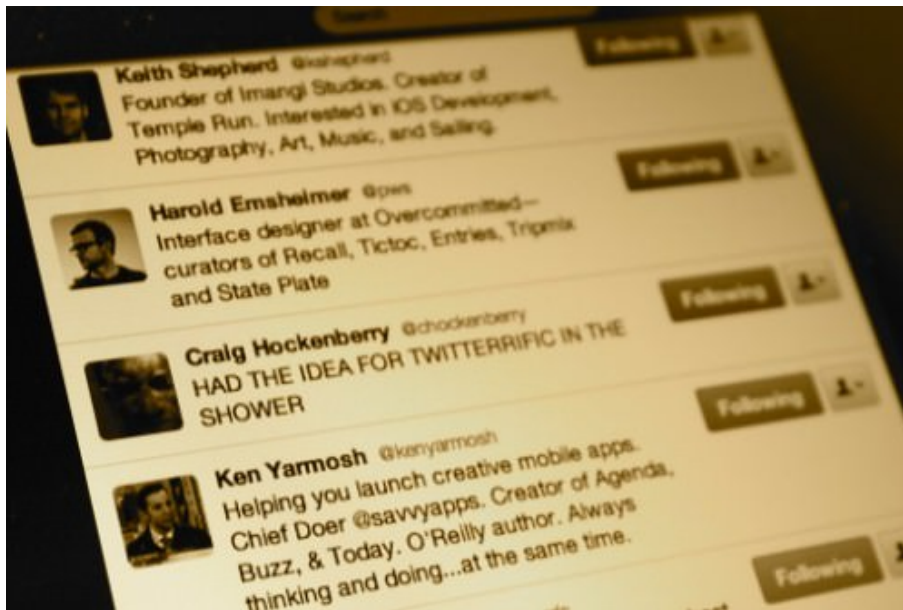 Search
Keith Shepherd @kshepherd Following
Founder of Imangi Studios. Creator of
Temple Run. Interested in iOS Development,
Photography, Art, Music, and Sailing.
Harold Emsheimer @pws Following
Interface designer at Overcommitted—
curators of Recall, Tictoc, Entries, Tripmix
and State Plate
Craig Hockenberry @chockenberry Following
HAD THE IDEA FOR TWITTERRIFIC IN THE
SHOWER
Ken Yarmosh @kenyarmosh Following
Helping you launch creative mobile apps.
Chief Doer @savvyapps. Creator of Agenda,
Buzz, & Today. O'Reilly author. Always
thinking and doing...at the same time.
Following